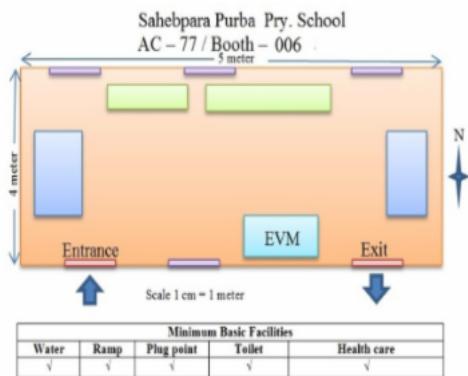 Sahebpara Purba Pry. School
AC – 77 / Booth – 006
5 meter
4 meter
N
EVM
Entrance
Exit
Scale 1 cm = 1 meter
Minimum Basic Facilities
Water Ramp Plug point Toilet Health care
√ √ √ √ √